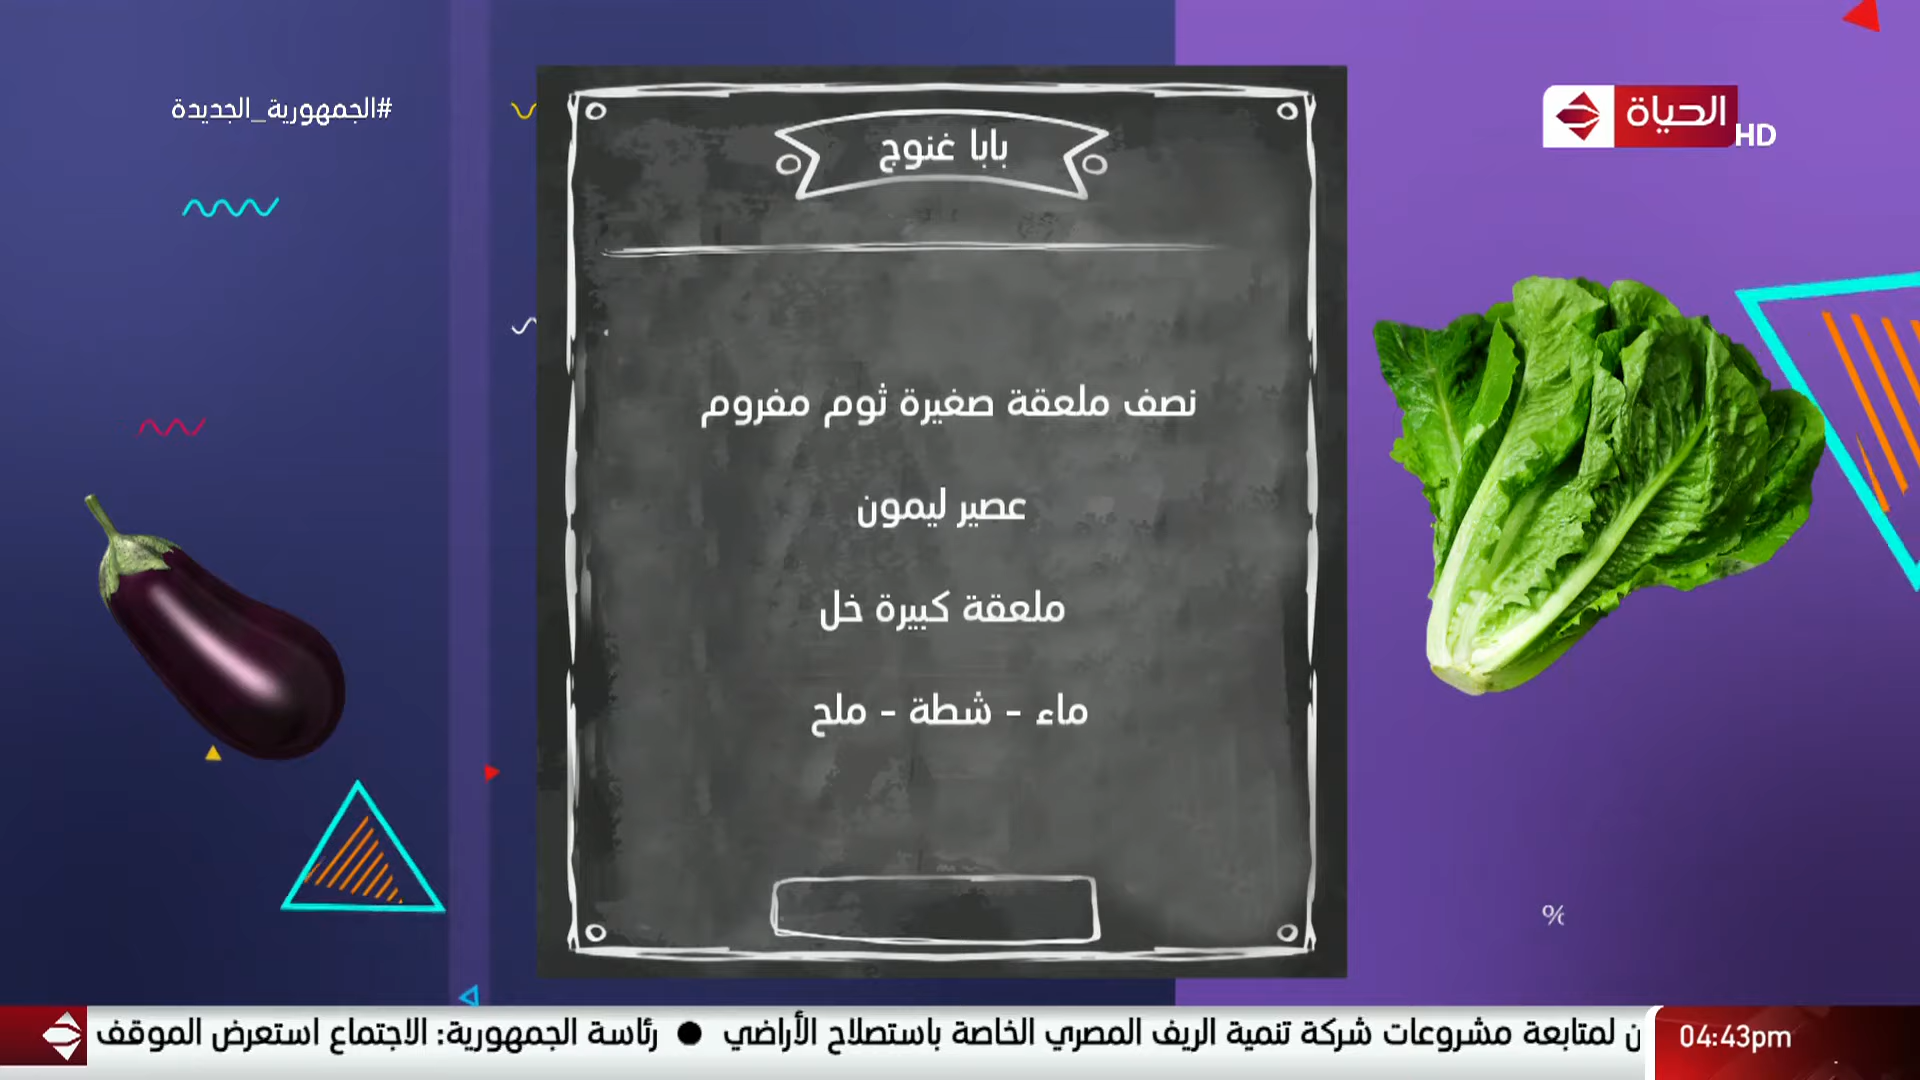 #الجمهورية_الجديدة
الحياة
HD
بابا غنوج
نصف ملعقة صغيرة ثوم مفروم
عصير ليمون
ملعقة كبيرة خل
ماء - شطة - ملح
%
04:43pm
لمتابعة مشروعات شركة تنمية الريف المصري الخاصة باستصلاح الأراضي ● رئاسة الجمهورية: الاجتماع استعرض الموقف